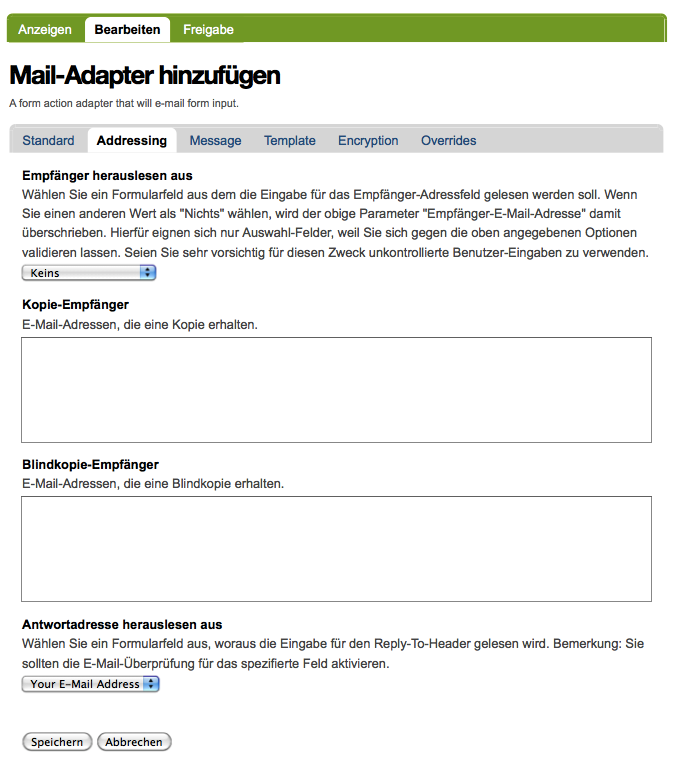 Anzeigen Bearbeiten Freigabe
Mail-Adapter hinzufügen
A form action adapter that will e-mail form input.
Standard Addressing Message Template Encryption Overrides
Empfänger herauslesen aus
Wählen Sie ein Formularfeld aus dem die Eingabe für das Empfänger-Adressfeld gelesen werden soll. Wenn
Sie einen anderen Wert als "Nichts" wählen, wird der obige Parameter "Empfänger-E-Mail-Adresse" damit
überschrieben. Hierfür eignen sich nur Auswahl-Felder, weil Sie sich gegen die oben angegebenen Optionen
validieren lassen. Seien Sie sehr vorsichtig für diesen Zweck unkontrollierte Benutzer-Eingaben zu verwenden.
Keins
Kopie-Empfänger
E-Mail-Adressen, die eine Kopie erhalten.
Blindkopie-Empfänger
E-Mail-Adressen, die eine Blindkopie erhalten.
Antwortadresse herauslesen aus
Wählen Sie ein Formularfeld aus, woraus die Eingabe für den Reply-To-Header gelesen wird. Bemerkung: Sie
sollten die E-Mail-Überprüfung für das spezifierte Feld aktivieren.
Your E-Mail Address
Speichern Abbrechen